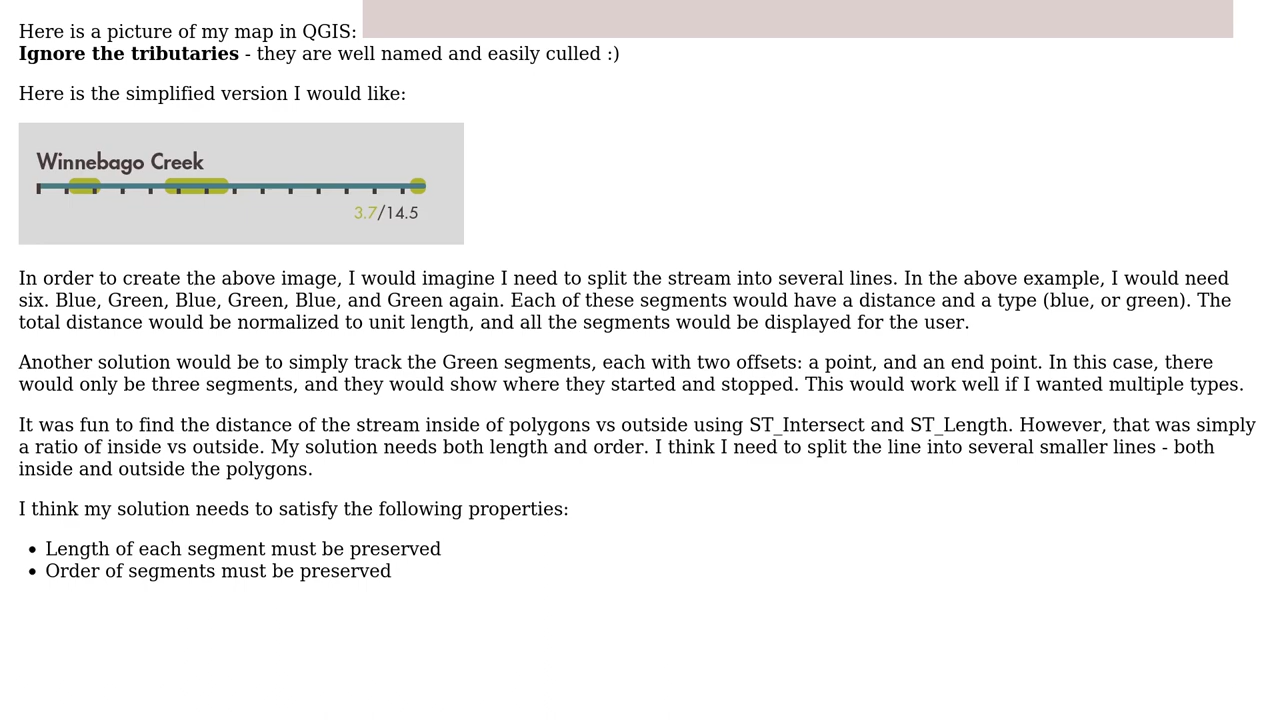 Here is a picture of my map in QGIS:
Ignore the tributaries - they are well named and easily culled :)
Here is the simplified version I would like:
Winnebago Creek
3.7/14.5
In order to create the above image, I would imagine I need to split the stream into several lines. In the above example, I would need
six. Blue, Green, Blue, Green, Blue, and Green again. Each of these segments would have a distance and a type (blue, or green). The
total distance would be normalized to unit length, and all the segments would be displayed for the user.
Another solution would be to simply track the Green segments, each with two offsets: a point, and an end point. In this case, there
would only be three segments, and they would show where they started and stopped. This would work well if I wanted multiple types.
It was fun to find the distance of the stream inside of polygons vs outside using ST_Intersect and ST_Length. However, that was simply
a ratio of inside vs outside. My solution needs both length and order. I think I need to split the line into several smaller lines - both
inside and outside the polygons.
I think my solution needs to satisfy the following properties:
• Length of each segment must be preserved
• Order of segments must be preserved